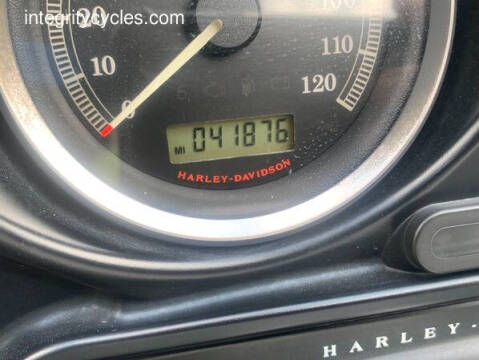 integritycycles.com
20
10
0
100
110
120
MI 041876
HARLEY-DAVIDSON
HARLEY-